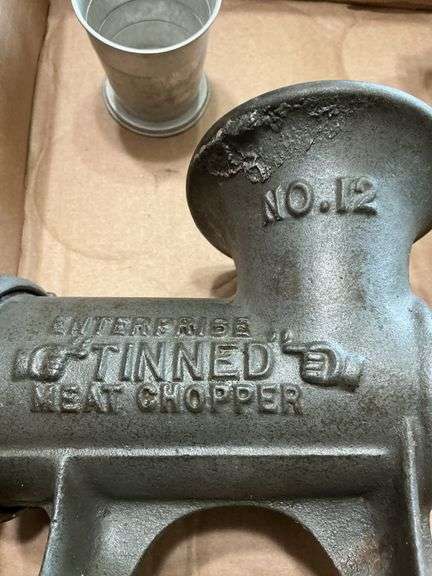 NO.12
ENTERPRISE
"TINNED"
MEAT CHOPPER